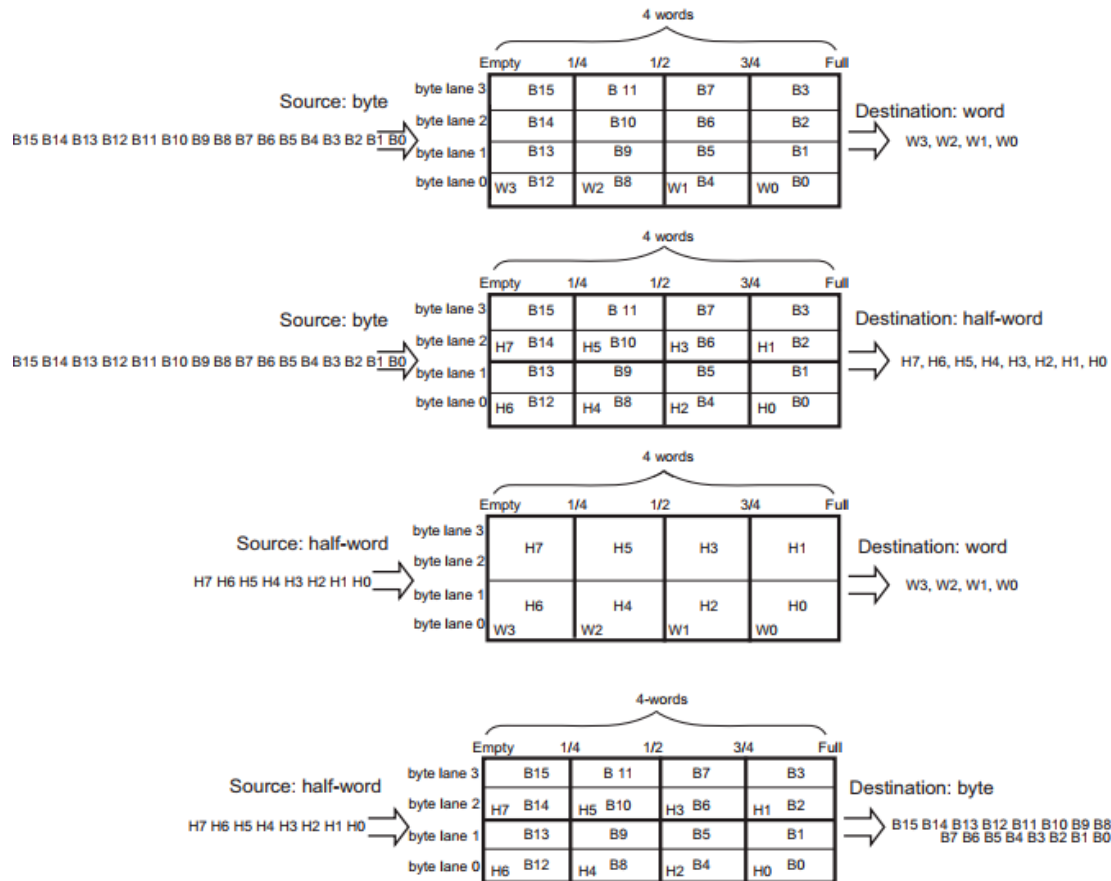 4 words
Empty 1/4 1/2 3/4 Full
byte lane 3 B15 B 11 B7 B3
Source: byte
Destination: word
byte lane 2 B14 B10 B6 B2
B15 B14 B13 B12 B11 B10 B9 B8 B7 B6 B5 B4 B3 B2 B1 B0
W3, W2, W1, W0
byte lane 1 B13 B9 B5 B1
byte lane 0 W3 B12 W2 B8 W1 B4 W0 B0
4 words
Empty 1/4 1/2 3/4 Full
byte lane 3 B15 B 11 B7 B3
Source: byte
Destination: half-word
byte lane 2 H7 B14 H5 B10 H3 B6 H1 B2
B15 B14 B13 B12 B11 B10 B9 B8 B7 B6 B5 B4 B3 B2 B1 B0
H7, H6, H5, H4, H3, H2, H1, H0
byte lane 1 B13 B9 B5 B1
byte lane 0 H6 B12 H4 B8 H2 B4 H0 B0
4 words
Empty 1/4 1/2 3/4 Full
byte lane 3
Source: half-word
H7 H5 H3 H1
Destination: word
byte lane 2
H7 H6 H5 H4 H3 H2 H1 H0
W3, W2, W1, W0
byte lane 1
H6 H4 H2 H0
byte lane 0 W3 W2 W1 W0
4-words
Empty 1/4 1/2 3/4 Full
byte lane 3 B15 B 11 B7 B3
Source: half-word
Destination: byte
byte lane 2 H7 B14 H5 B10 H3 B6 H1 B2
H7 H6 H5 H4 H3 H2 H1 H0
B15 B14 B13 B12 B11 B10 B9 B8
B7 B6 B5 B4 B3 B2 B1 B0
byte lane 1 B13 B9 B5 B1
byte lane 0 H6 B12 H4 B8 H2 B4 H0 B0